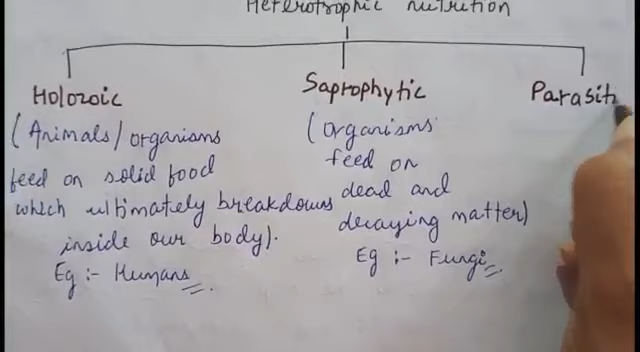 Heterotrophic nutrition
Holozoic
(Animals/organisms
feed on solid food
which ultimately breakdowns
inside our body).
Eg :- Humans.
Saprophytic
(Organisms
feed on
dead and
decaying matter)
Eg :- Fungi.
Parasit